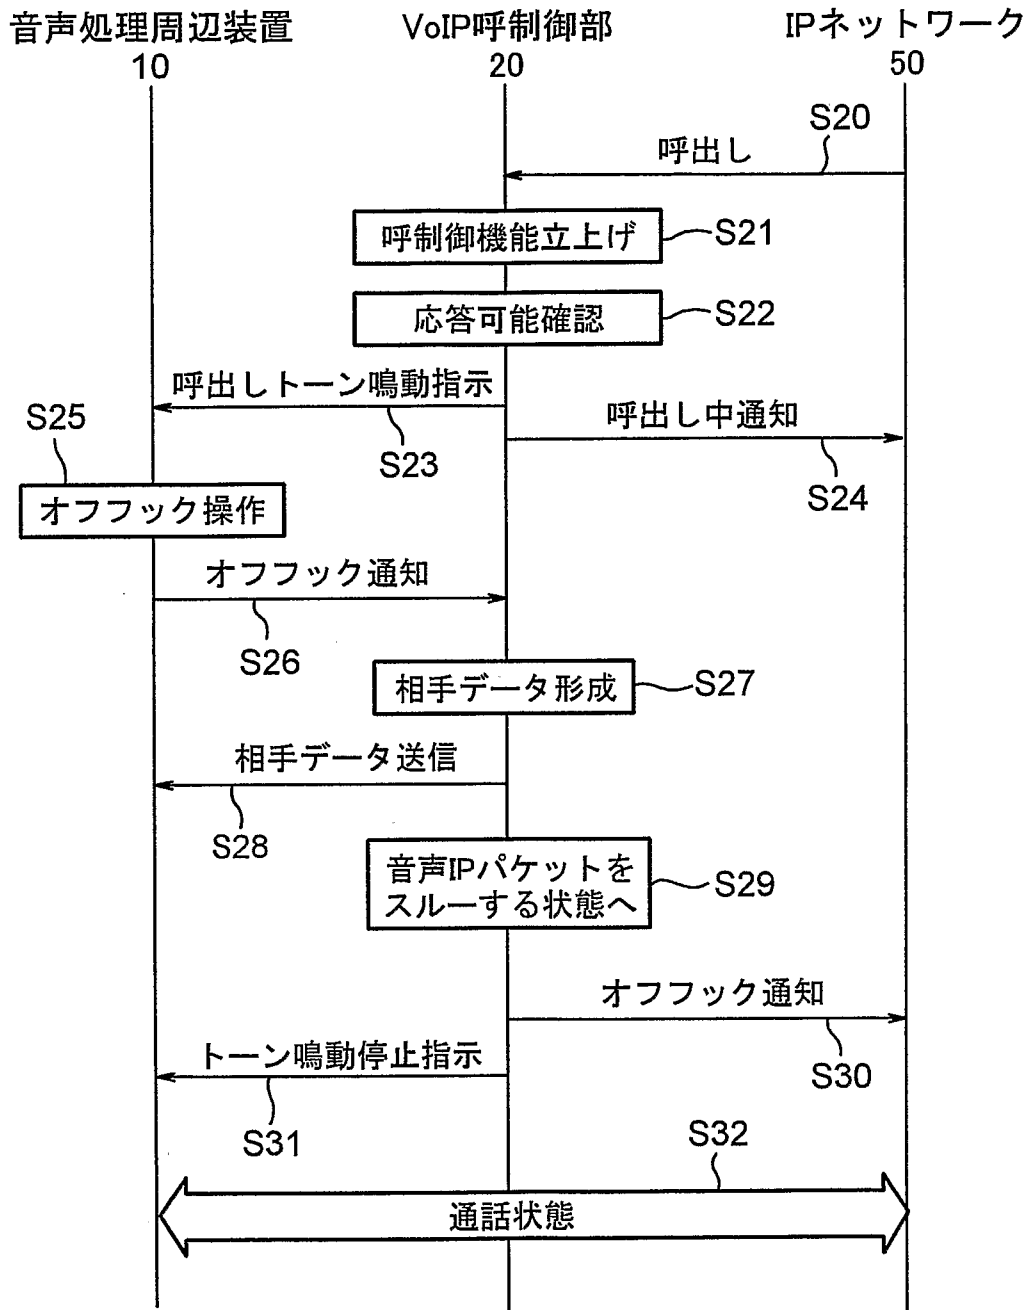 音声処理周辺装置 VoIP呼制御部 IPネットワーク
10 20 50
S20
呼出し
呼制御機能立上げ S21
応答可能確認 S22
呼出しトーン鳴動指示
S23
呼出し中通知
S24
S25
オフフック操作
オフフック通知
S26
相手データ形成 S27
相手データ送信
S28
音声IPパケットを
スルーする状態へ
S29
オフフック通知
S30
トーン鳴動停止指示
S31
S32
通話状態